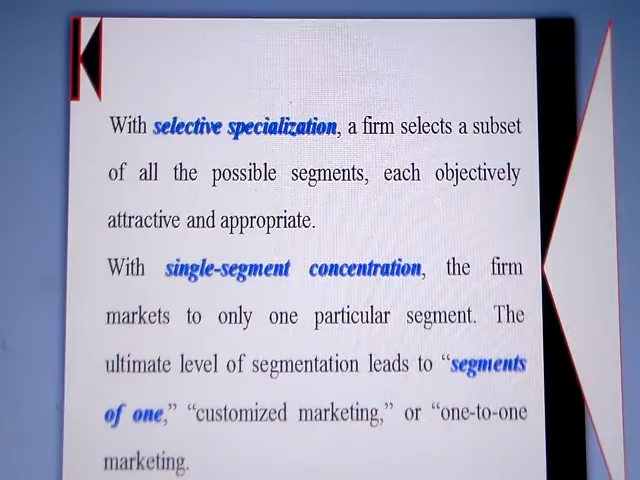 With selective specialization, a firm selects a subset
of all the possible segments, each objectively
attractive and appropriate.
With single-segment concentration, the firm
markets to only one particular segment. The
ultimate level of segmentation leads to “segments
of one,” “customized marketing,” or “one-to-one
marketing.